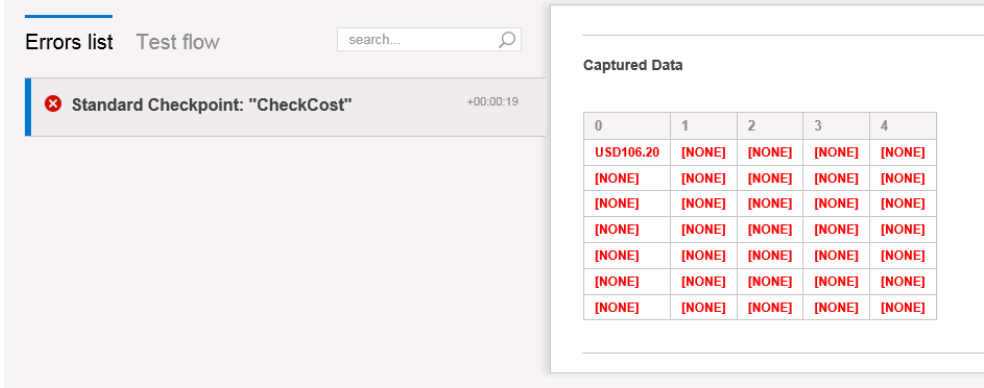 Errors list Test flow search...
Standard Checkpoint: "CheckCost" +00:00:19
Captured Data
0 1 2 3 4
USD106.20 [NONE] [NONE] [NONE] [NONE]
[NONE] [NONE] [NONE] [NONE] [NONE]
[NONE] [NONE] [NONE] [NONE] [NONE]
[NONE] [NONE] [NONE] [NONE] [NONE]
[NONE] [NONE] [NONE] [NONE] [NONE]
[NONE] [NONE] [NONE] [NONE] [NONE]
[NONE] [NONE] [NONE] [NONE] [NONE]